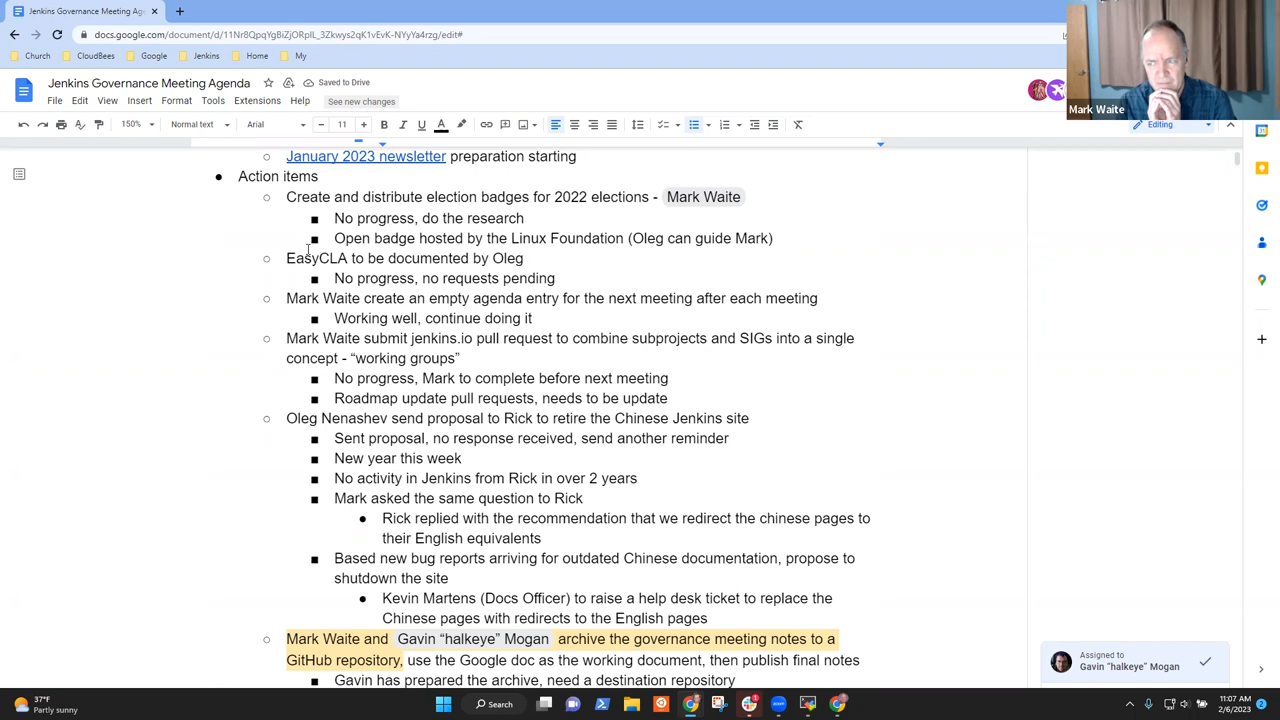 Jenkins Governance Meeting Ag
docs.google.com/document/d/11Nr8QpqYgBiZjORpIL_3Zkwys2qK1vEvK-NYyYa4rzg/edit#
Church
CloudBees
Google
Jenkins
Home
My
Jenkins Governance Meeting Agenda
Saved to Drive
File Edit View Insert Format Tools Extensions Help
See new changes
150%
Normal text
Arial
11
Editing
Mark Waite
January 2023 newsletter preparation starting
Action items
Create and distribute election badges for 2022 elections - Mark Waite
No progress, do the research
Open badge hosted by the Linux Foundation (Oleg can guide Mark)
EasyCLA to be documented by Oleg
No progress, no requests pending
Mark Waite create an empty agenda entry for the next meeting after each meeting
Working well, continue doing it
Mark Waite submit jenkins.io pull request to combine subprojects and SIGs into a single
concept - “working groups”
No progress, Mark to complete before next meeting
Roadmap update pull requests, needs to be update
Oleg Nenashev send proposal to Rick to retire the Chinese Jenkins site
Sent proposal, no response received, send another reminder
New year this week
No activity in Jenkins from Rick in over 2 years
Mark asked the same question to Rick
Rick replied with the recommendation that we redirect the chinese pages to
their English equivalents
Based new bug reports arriving for outdated Chinese documentation, propose to
shutdown the site
Kevin Martens (Docs Officer) to raise a help desk ticket to replace the
Chinese pages with redirects to the English pages
Mark Waite and Gavin “halkeye” Mogan archive the governance meeting notes to a
GitHub repository, use the Google doc as the working document, then publish final notes
Gavin has prepared the archive, need a destination repository
Assigned to
Gavin "halkeye" Mogan
37°F
Partly sunny
Search
11:07 AM
2/6/2023